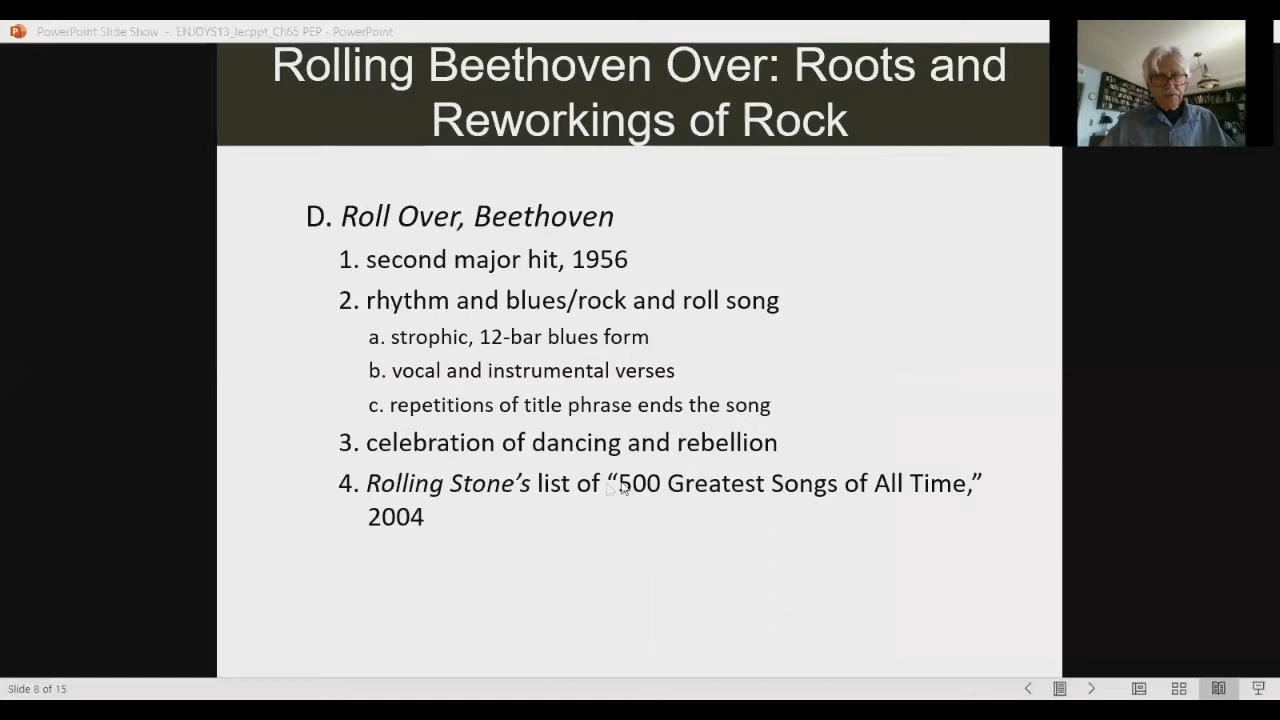 PowerPoint Slide Show - ENJOYS13_lecppt_Ch65 PEP - PowerPoint
Rolling Beethoven Over: Roots and
Reworkings of Rock
D. Roll Over, Beethoven
1. second major hit, 1956
2. rhythm and blues/rock and roll song
a. strophic, 12-bar blues form
b. vocal and instrumental verses
c. repetitions of title phrase ends the song
3. celebration of dancing and rebellion
4. Rolling Stone’s list of “500 Greatest Songs of All Time,”
2004
Slide 8 of 15